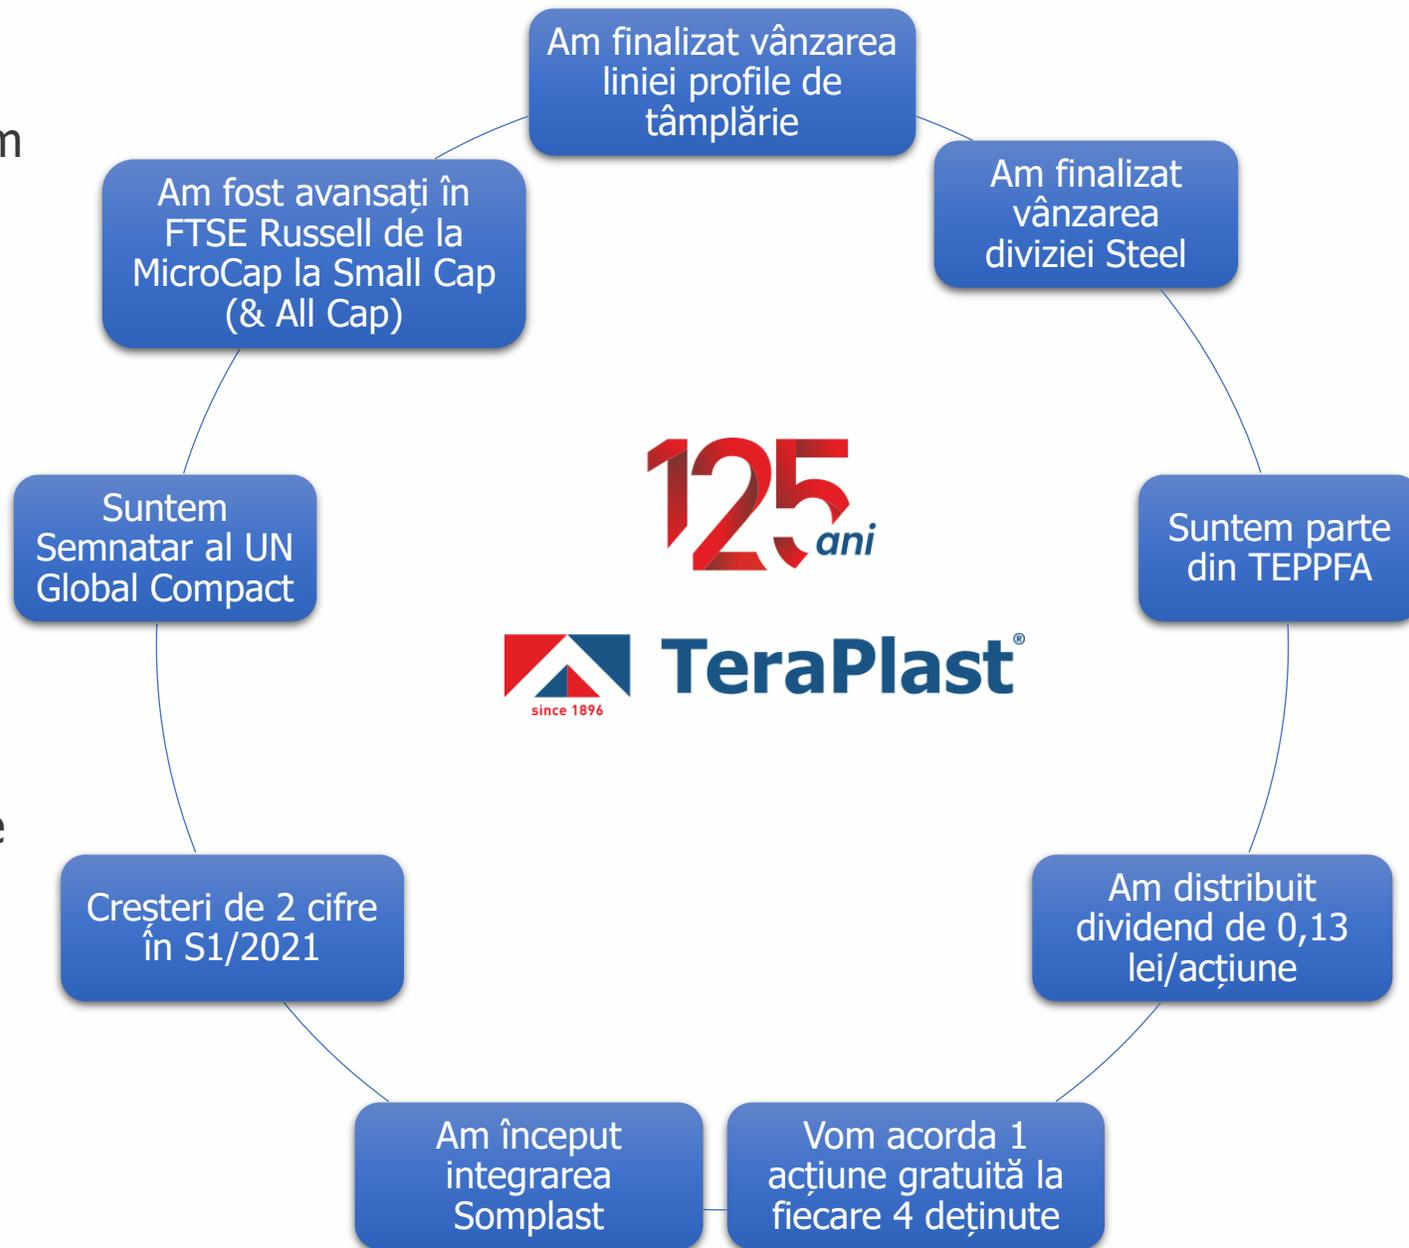 Am finalizat vânzarea
liniei profile de
tâmplărie
Am finalizat
vânzarea
diviziei Steel
Suntem parte
din TEPPFA
Am distribuit
dividend de 0,13
lei/acțiune
Vom acorda 1
acțiune gratuită la
fiecare 4 deținute
Am început
integrarea
Somplast
Creșteri de 2 cifre
în S1/2021
Suntem
Semnatar al UN
Global Compact
Am fost avansați în
FTSE Russell de la
MicroCap la Small Cap
(& All Cap)
125
ani
TeraPlast®
since 1896
m
e